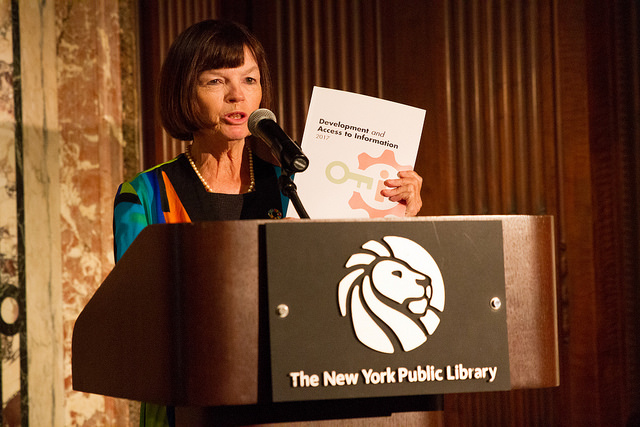 Development and
Access to Information
2017
The New York Public Library